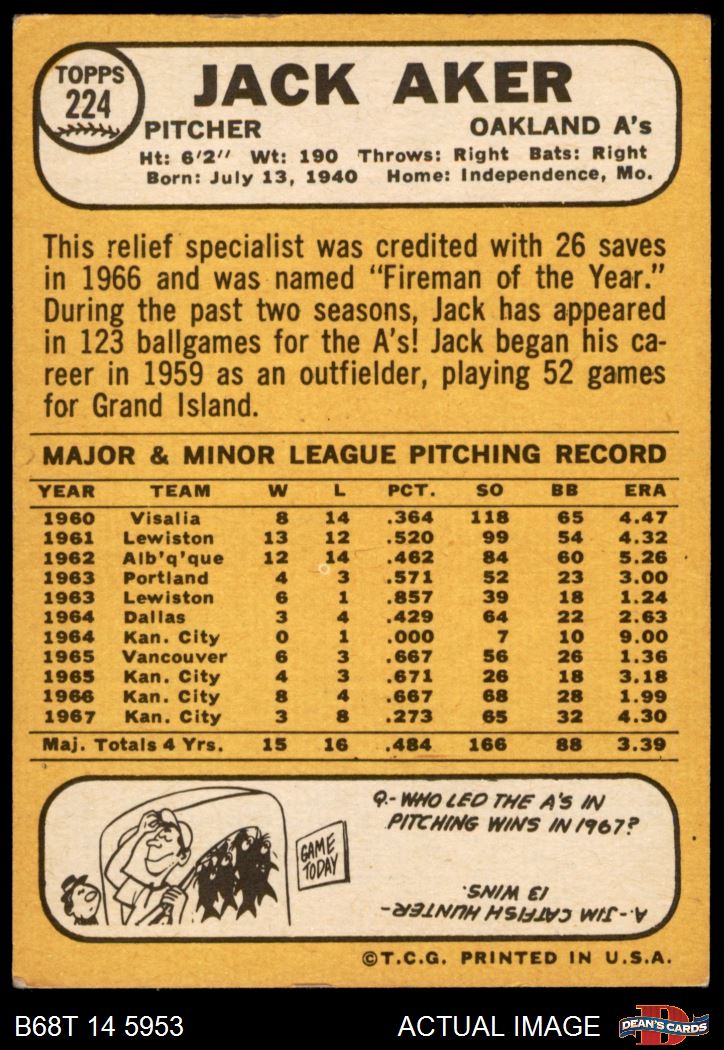 TOPPS
224
JACK AKER
PITCHER OAKLAND A's
Ht: 6'2" Wt: 190 Throws: Right Bats: Right
Born: July 13, 1940 Home: Independence, Mo.
This relief specialist was credited with 26 saves
in 1966 and was named "Fireman of the Year."
During the past two seasons, Jack has appeared
in 123 ballgames for the A's! Jack began his ca-
reer in 1959 as an outfielder, playing 52 games
for Grand Island.
MAJOR & MINOR LEAGUE PITCHING RECORD
YEAR TEAM W L PCT. SO BB ERA
1960 Visalia 8 14 .364 118 65 4.47
1961 Lewiston 13 12 .520 99 54 4.32
1962 Alb'q'que 12 14 .462 84 60 5.26
1963 Portland 4 3 .571 52 23 3.00
1963 Lewiston 6 1 .857 39 18 1.24
1964 Dallas 3 4 .429 64 22 2.63
1964 Kan. City 0 1 .000 7 10 9.00
1965 Vancouver 6 3 .667 56 26 1.36
1965 Kan. City 4 3 .671 26 18 3.18
1966 Kan. City 8 4 .667 68 28 1.99
1967 Kan. City 3 8 .273 65 32 4.30
Maj. Totals 4 Yrs. 15 16 .484 166 88 3.39
GAME
TODAY
Q.- WHO LED THE A'S IN
PITCHING WINS IN 1967?
A.- JIM CATFISH HUNTER-
13 WINS.
©T.C.G. PRINTED IN U.S.A.
B68T 14 5953 ACTUAL IMAGE
D
DEAN'S CARDS